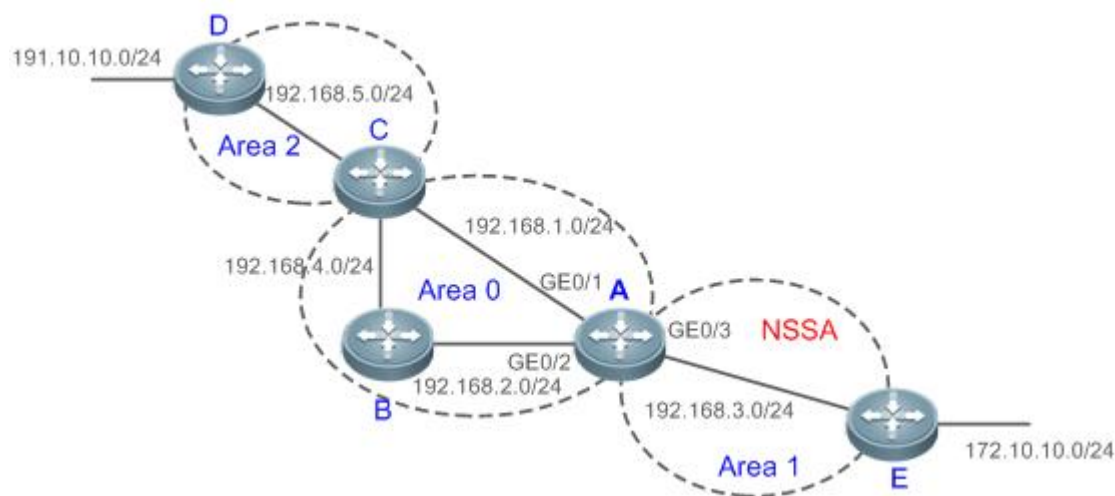 D
191.10.10.0/24
192.168.5.0/24
C
Area 2
192.168.1.0/24
192.168.4.0/24
GE0/1
A
Area 0
GE0/3
NSSA
GE0/2
192.168.2.0/24
B
192.168.3.0/24
172.10.10.0/24
Area 1
E